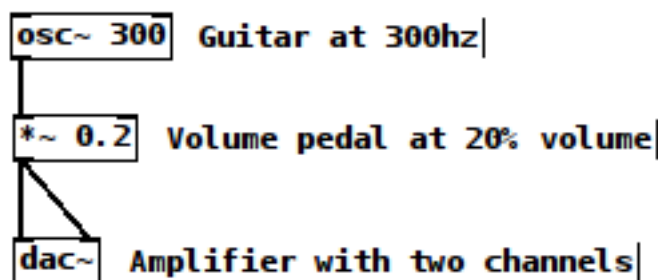 osc~ 300 Guitar at 300hz
*~ 0.2 Volume pedal at 20% volume
dac~ Amplifier with two channels